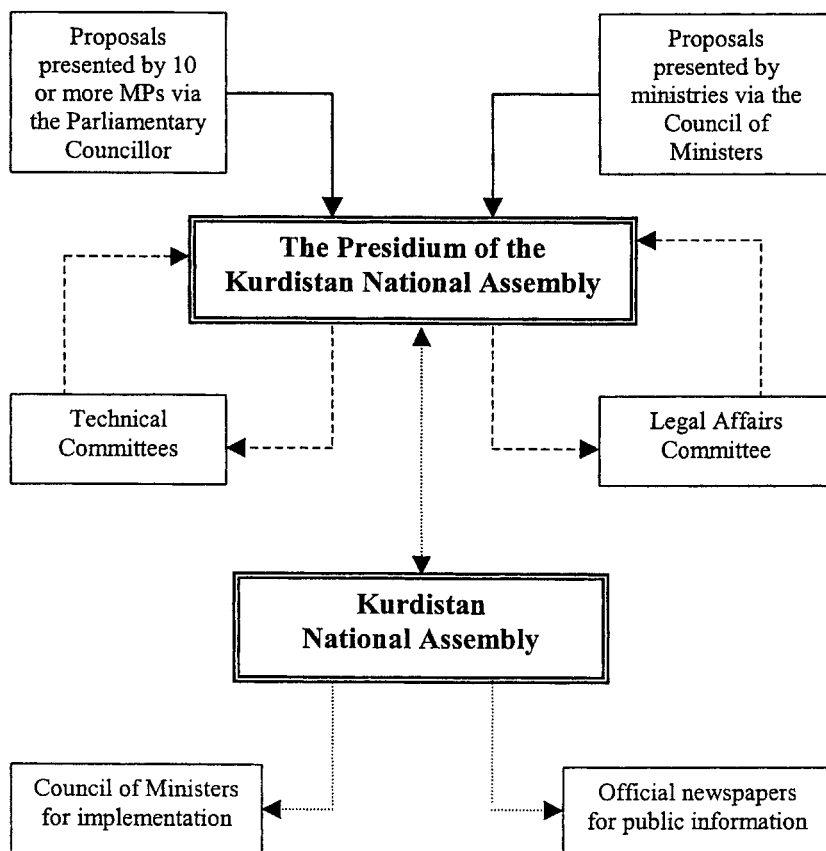 Proposals
presented by 10
or more MPs via
the Parliamentary
Councillor
Proposals
presented by
ministries via the
Council of
Ministers
The Presidium of the
Kurdistan National Assembly
Technical
Committees
Legal Affairs
Committee
Kurdistan
National Assembly
Council of Ministers
for implementation
Official newspapers
for public information